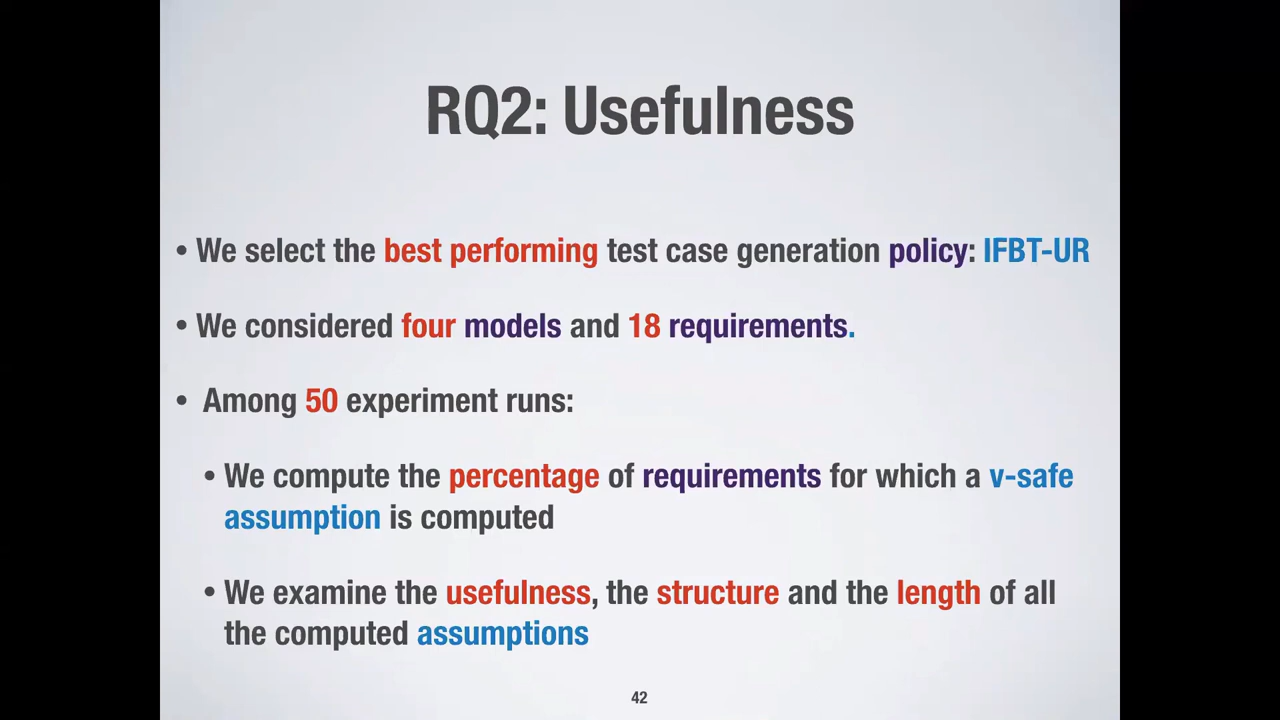 RQ2: Usefulness
• We select the best performing test case generation policy: IFBT-UR
• We considered four models and 18 requirements.
• Among 50 experiment runs:
• We compute the percentage of requirements for which a v-safe
assumption is computed
• We examine the usefulness, the structure and the length of all
the computed assumptions
42